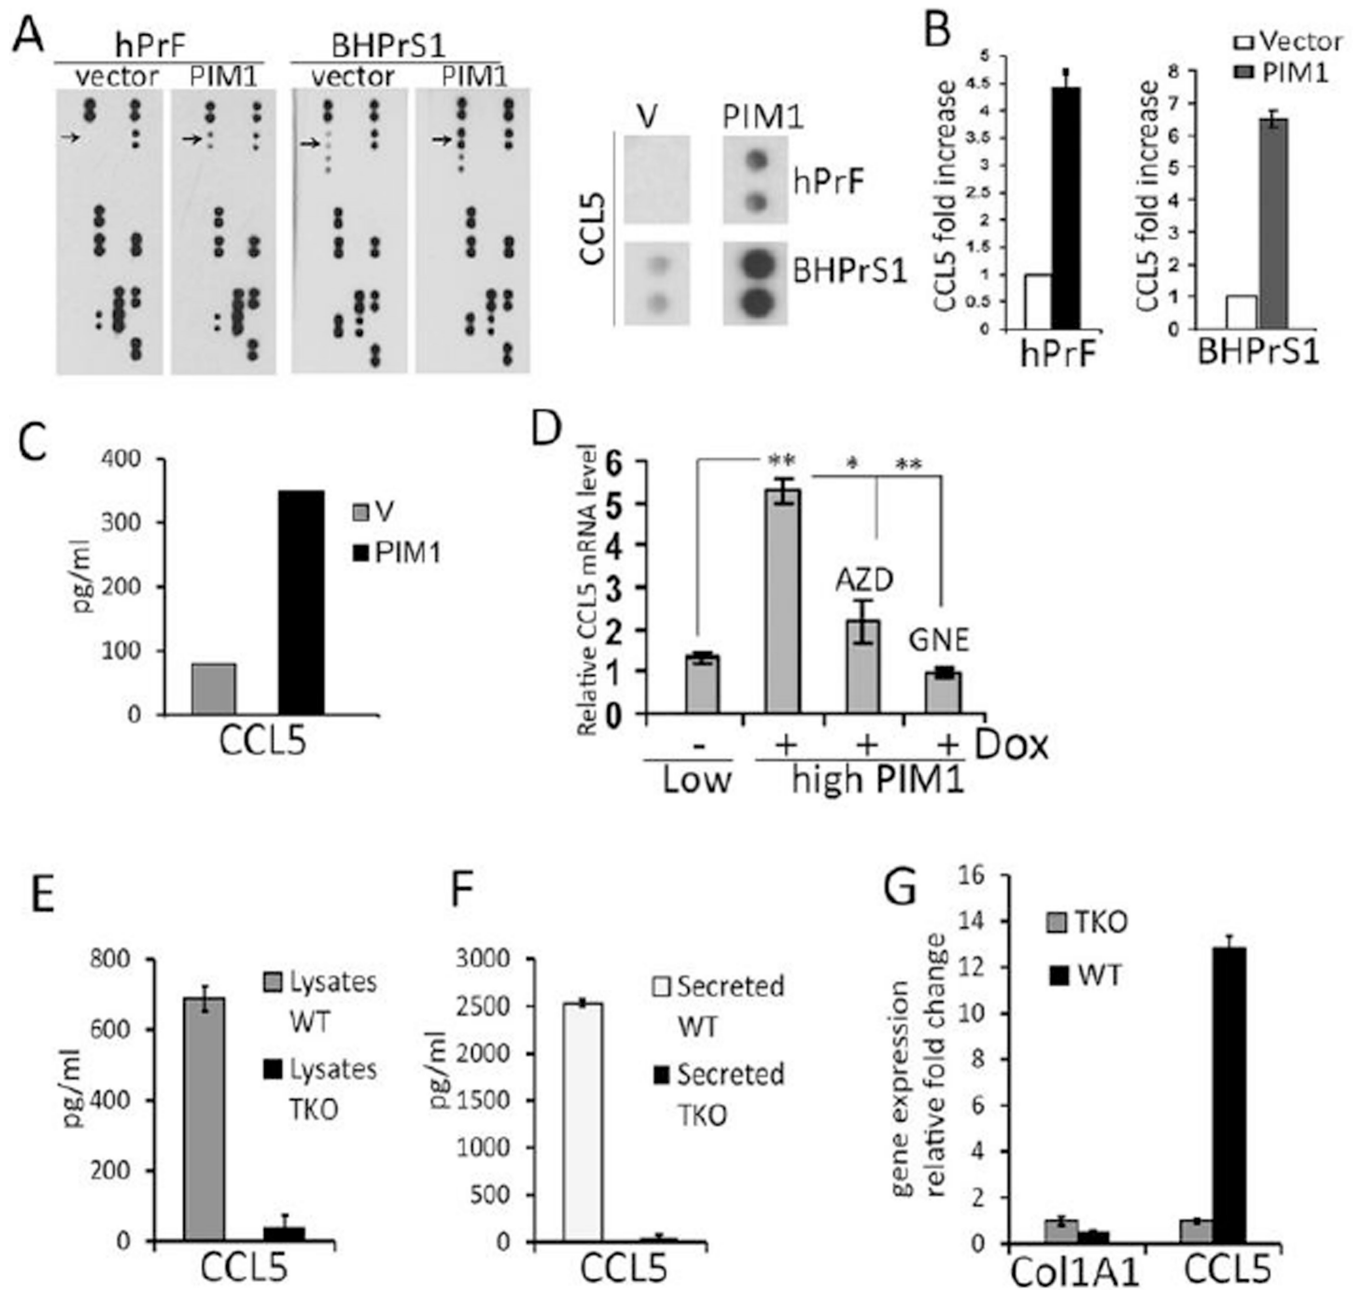 A
hPrF
BHPrS1
vector
PIM1
vector
PIM1
V
PIM1
CCL5
hPrF
BHPrS1
B
Vector
PIM1
CCL5 fold increase
5
4.5
4
3.5
3
2.5
2
1.5
1
0.5
0
hPrF
CCL5 fold increase
8
7
6
5
4
3
2
1
0
BHPrS1
C
pg/ml
400
300
200
100
0
V
PIM1
CCL5
D
Relative CCL5 mRNA level
6
5
4
3
2
1
0
**
*
**
AZD
GNE
- + + + Dox
Low
high PIM1
E
pg/ml
800
600
400
200
0
Lysates
WT
Lysates
TKO
CCL5
F
pg/ml
3000
2500
2000
1500
1000
500
0
Secreted
WT
Secreted
TKO
CCL5
G
gene expression
relative fold change
16
14
12
10
8
6
4
2
0
TKO
WT
Col1A1
CCL5